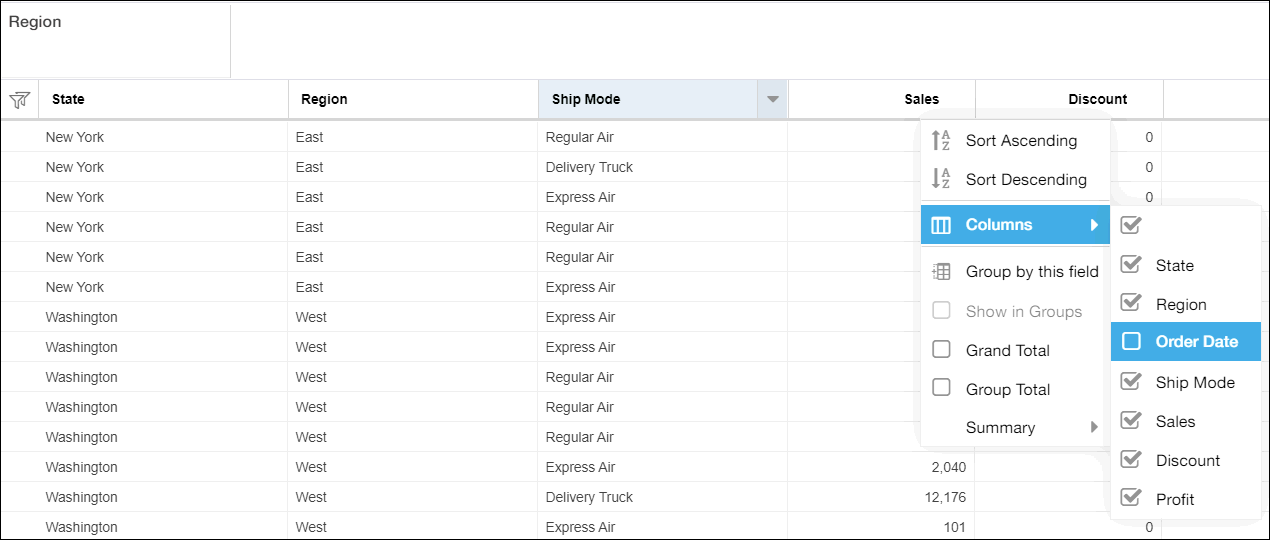 Region
State Region Ship Mode Sales Discount
New York East Regular Air 0
New York East Delivery Truck 0
New York East Express Air 0
New York East Regular Air
New York East Regular Air
New York East Express Air
Washington West Express Air
Washington West Express Air
Washington West Regular Air
Washington West Regular Air
Washington West Regular Air
Washington West Express Air 2,040
Washington West Delivery Truck 12,176
Washington West Express Air 101 0
A Z Sort Ascending
A Z Sort Descending
Columns
Group by this field
Show in Groups
Grand Total
Group Total
Summary
State
Region
Order Date
Ship Mode
Sales
Discount
Profit